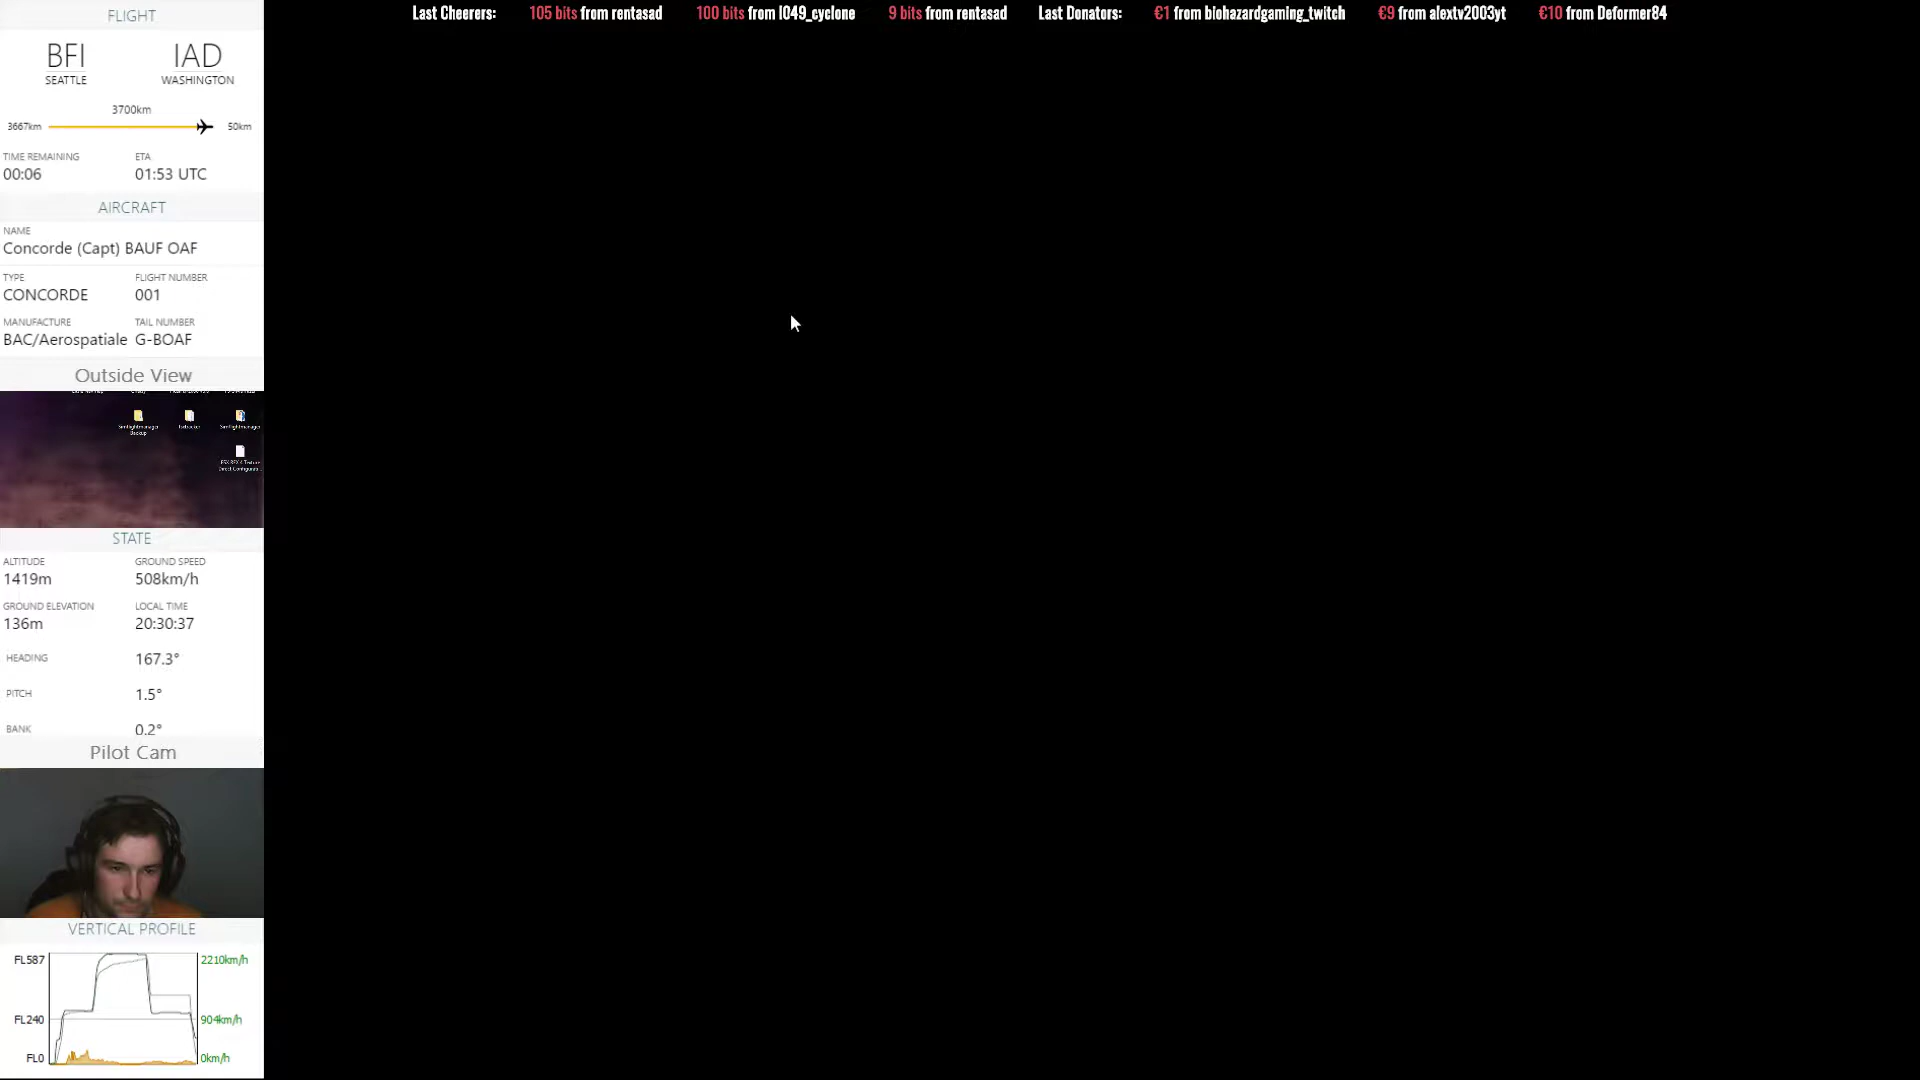 Last Cheerers: 105 bits from rentasad 100 bits from l049_cyclone 9 bits from rentasad Last Donators: €1 from biohazardgaming_twitch €9 from alextv2003yt €10 from Deformer84
FLIGHT
BFI IAD
SEATTLE WASHINGTON
3700km
3667km 50km
TIME REMAINING ETA
00:06 01:53 UTC
AIRCRAFT
NAME
Concorde (Capt) BAUF OAF
TYPE FLIGHT NUMBER
CONCORDE 001
MANUFACTURE TAIL NUMBER
BAC/Aerospatiale G-BOAF
Outside View
Simflightmanager fsxtracker Simflightmanager
Backup
STATE
ALTITUDE GROUND SPEED
1419m 508km/h
GROUND ELEVATION LOCAL TIME
136m 20:30:37
HEADING 167.3°
PITCH 1.5°
BANK 0.2°
Pilot Cam
VERTICAL PROFILE
FL587 2210km/h
FL240 904km/h
FL0 0km/h